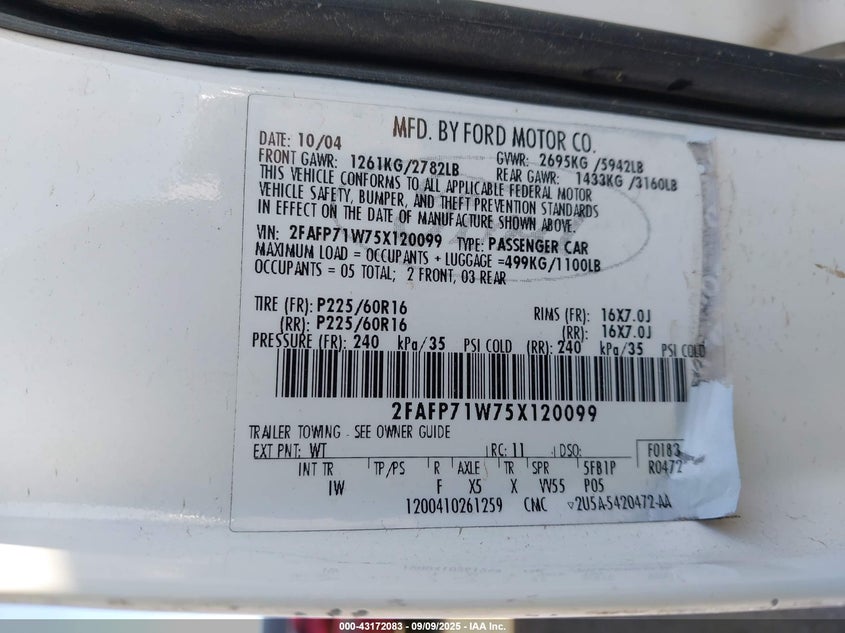 MFD. BY FORD MOTOR CO.
DATE: 10/04
GVWR: 2695KG /5942LB
FRONT GAWR: 1261KG/2782LB
REAR GAWR: 1433KG /3160LB
THIS VEHICLE CONFORMS TO ALL APPLICABLE FEDERAL MOTOR
VEHICLE SAFETY, BUMPER, AND THEFT PREVENTION STANDARDS
IN EFFECT ON THE DATE OF MANUFACTURE SHOWN ABOVE.
VIN: 2FAFP71W75X120099 TYPE: PASSENGER CAR
MAXIMUM LOAD = OCCUPANTS + LUGGAGE =499KG/1100LB
OCCUPANTS = 05 TOTAL; 2 FRONT, 03 REAR
TIRE (FR): P225/60R16 RIMS (FR): 16X7.0J
(RR): P225/60R16 (RR): 16X7.0J
PRESSURE (FR): 240 kPa/35 PSI COLD (RR): 240 kPa/35 PSI COLD
2FAFP71W75X120099
TRAILER TOWING - SEE OWNER GUIDE
EXT PNT: WT RC: 11 DSO: F0183
INT TR TP/PS R AXLE TR SPR 5FB1P R0472
IW F X5 X VV55 P05
1200410261259 CMC ▽2U5A-5420472-AA
000-43172083 - 09/09/2025 - IAA Inc.